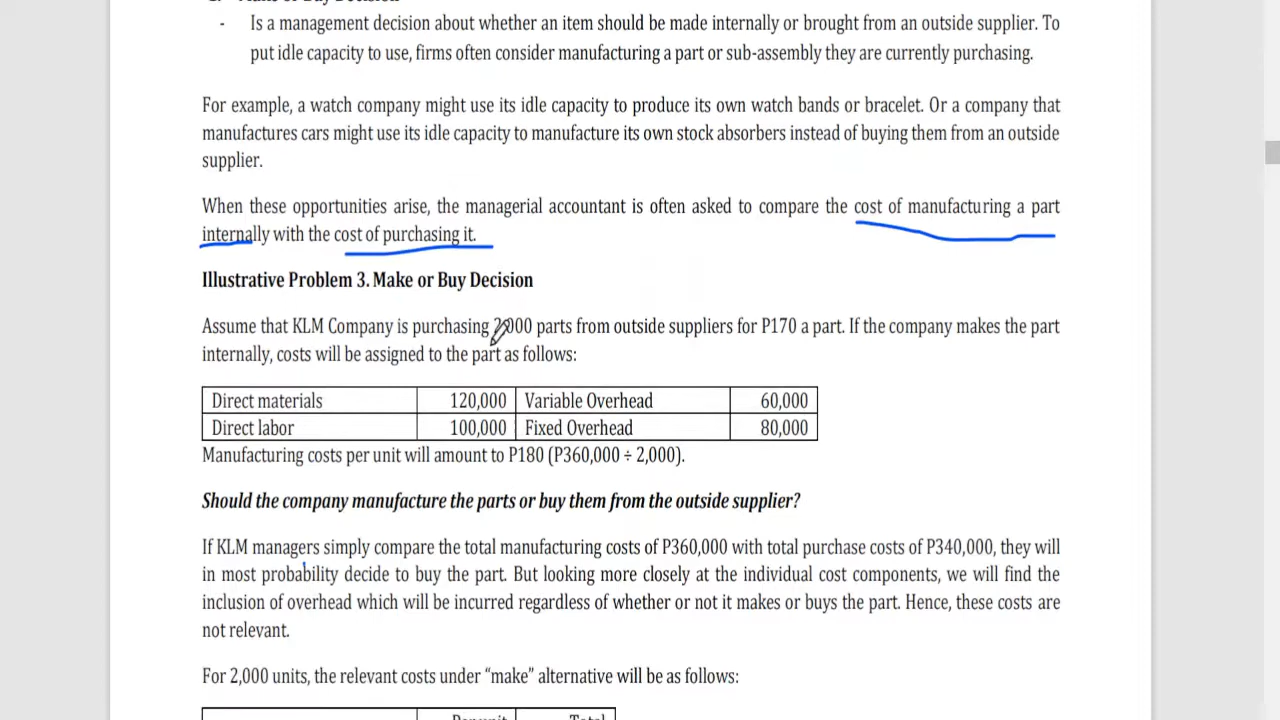 - Is a management decision about whether an item should be made internally or brought from an outside supplier. To
put idle capacity to use, firms often consider manufacturing a part or sub-assembly they are currently purchasing.
For example, a watch company might use its idle capacity to produce its own watch bands or bracelet. Or a company that
manufactures cars might use its idle capacity to manufacture its own stock absorbers instead of buying them from an outside
supplier.
When these opportunities arise, the managerial accountant is often asked to compare the cost of manufacturing a part
internally with the cost of purchasing it.
Illustrative Problem 3. Make or Buy Decision
Assume that KLM Company is purchasing 2,000 parts from outside suppliers for P170 a part. If the company makes the part
internally, costs will be assigned to the part as follows:
Direct materials 120,000 Variable Overhead 60,000
Direct labor 100,000 Fixed Overhead 80,000
Manufacturing costs per unit will amount to P180 (P360,000 ÷ 2,000).
Should the company manufacture the parts or buy them from the outside supplier?
If KLM managers simply compare the total manufacturing costs of P360,000 with total purchase costs of P340,000, they will
in most probability decide to buy the part. But looking more closely at the individual cost components, we will find the
inclusion of overhead which will be incurred regardless of whether or not it makes or buys the part. Hence, these costs are
not relevant.
For 2,000 units, the relevant costs under “make” alternative will be as follows:
Per unit Total